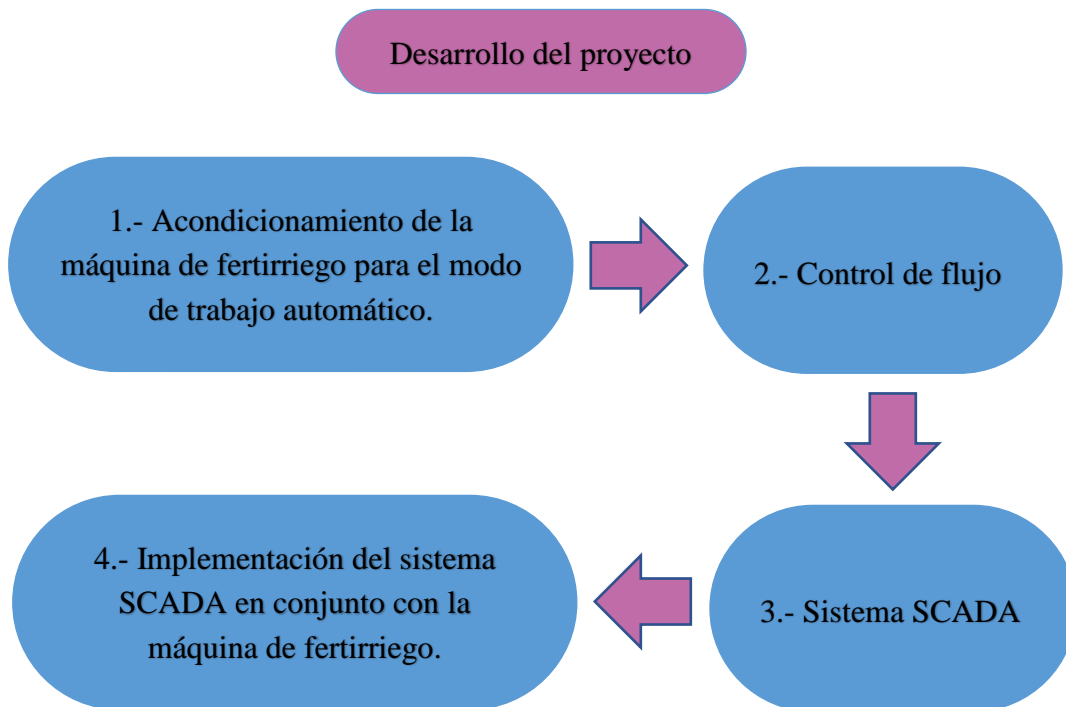 Desarrollo del proyecto
1.- Acondicionamiento de la
máquina de fertirriego para el modo
de trabajo automático.
2.- Control de flujo
3.- Sistema SCADA
4.- Implementación del sistema
SCADA en conjunto con la
máquina de fertirriego.